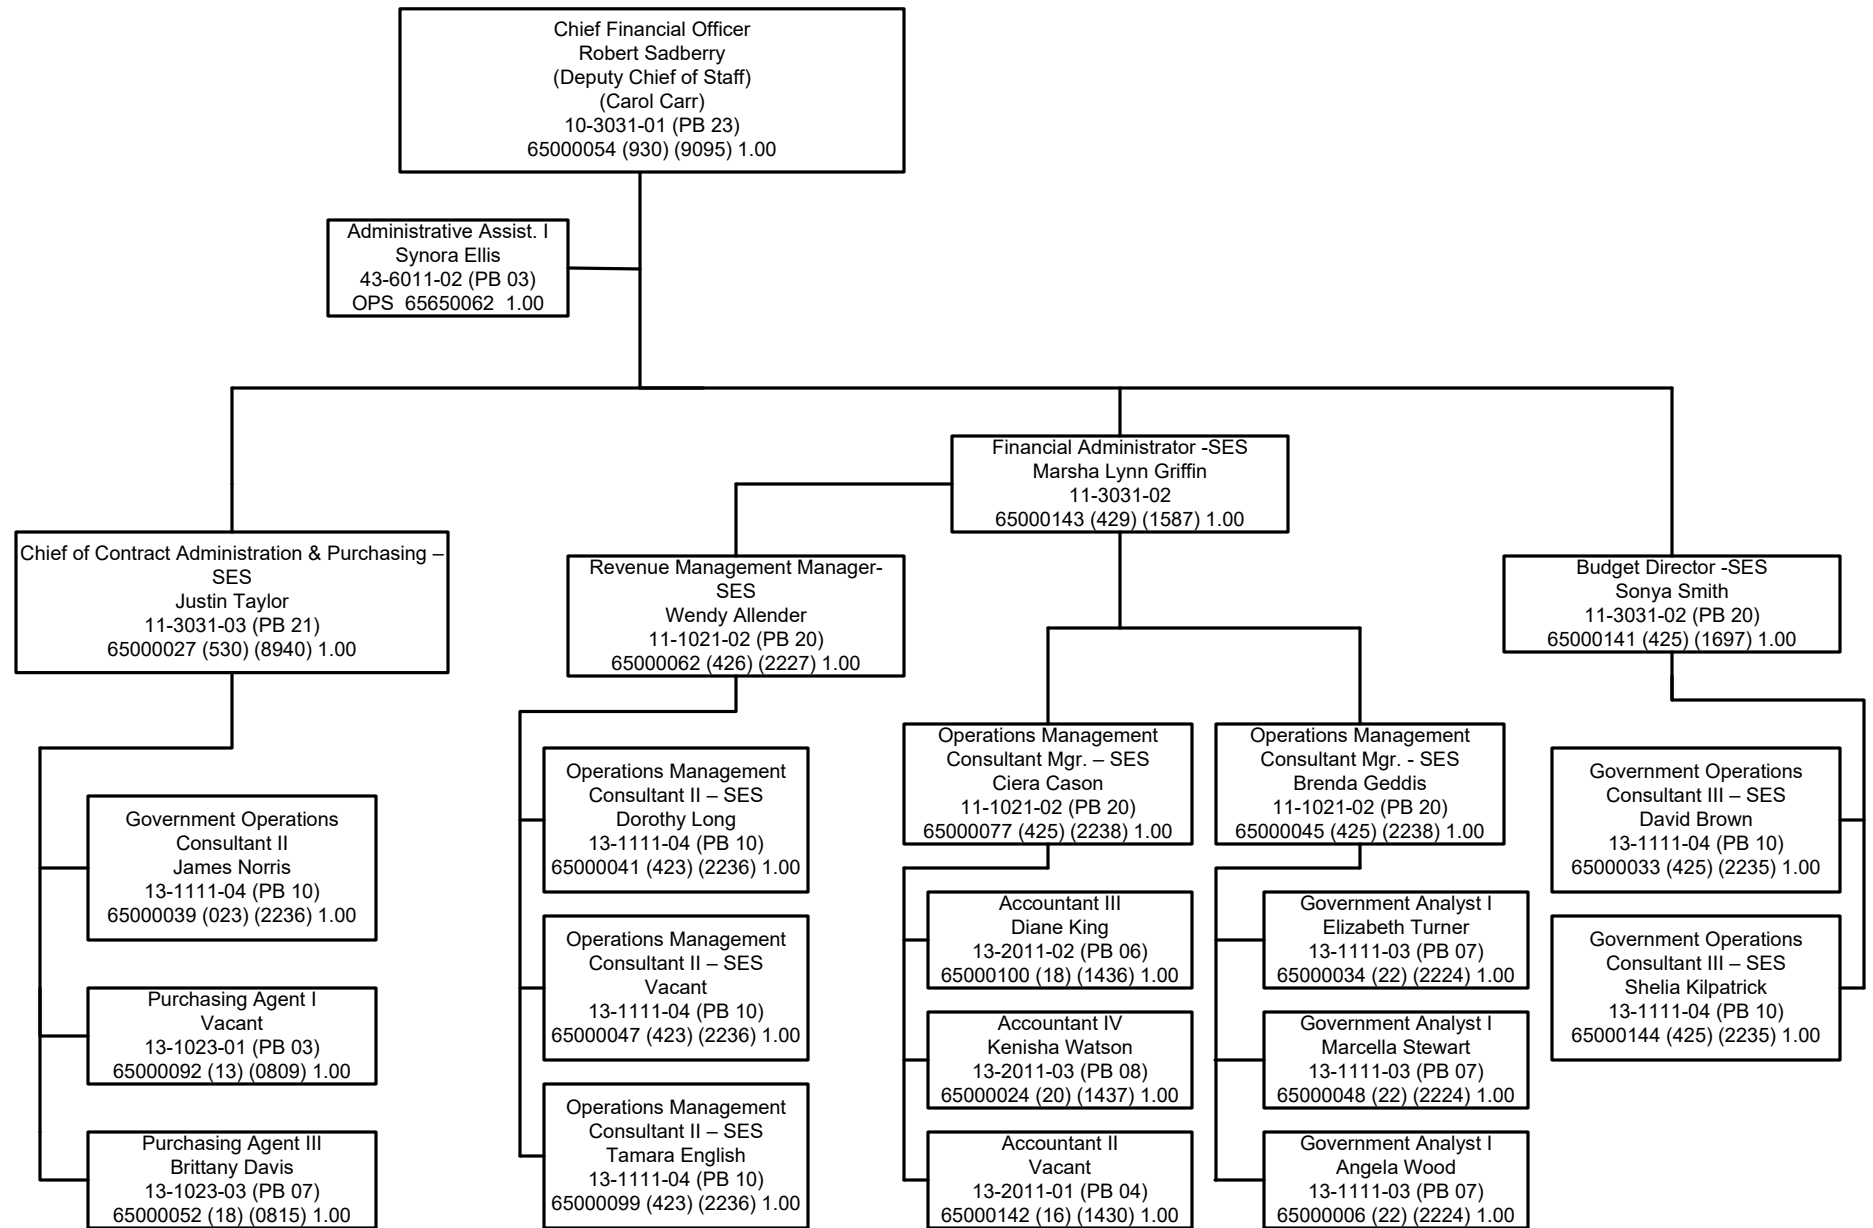 Chief Financial Officer
Robert Sadberry
(Deputy Chief of Staff)
(Carol Carr)
10-3031-01 (PB 23)
65000054 (930) (9095) 1.00
Administrative Assist. I
Synora Ellis
43-6011-02 (PB 03)
OPS  65650062  1.00
Financial Administrator -SES
Marsha Lynn Griffin
11-3031-02
65000143 (429) (1587) 1.00
Chief of Contract Administration & Purchasing –
SES
Justin Taylor
11-3031-03 (PB 21)
65000027 (530) (8940) 1.00
Revenue Management Manager-
SES
Wendy Allender
11-1021-02 (PB 20)
65000062 (426) (2227) 1.00
Budget Director -SES
Sonya Smith
11-3031-02 (PB 20)
65000141 (425) (1697) 1.00
Government Operations
Consultant II
James Norris
13-1111-04 (PB 10)
65000039 (023) (2236) 1.00
Purchasing Agent I
Vacant
13-1023-01 (PB 03)
65000092 (13) (0809) 1.00
Purchasing Agent III
Brittany Davis
13-1023-03 (PB 07)
65000052 (18) (0815) 1.00
Operations Management
Consultant II – SES
Dorothy Long
13-1111-04 (PB 10)
65000041 (423) (2236) 1.00
Operations Management
Consultant II – SES
Vacant
13-1111-04 (PB 10)
65000047 (423) (2236) 1.00
Operations Management
Consultant II – SES
Tamara English
13-1111-04 (PB 10)
65000099 (423) (2236) 1.00
Operations Management
Consultant Mgr. – SES
Ciera Cason
11-1021-02 (PB 20)
65000077 (425) (2238) 1.00
Accountant III
Diane King
13-2011-02 (PB 06)
65000100 (18) (1436) 1.00
Accountant IV
Kenisha Watson
13-2011-03 (PB 08)
65000024 (20) (1437) 1.00
Accountant II
Vacant
13-2011-01 (PB 04)
65000142 (16) (1430) 1.00
Operations Management
Consultant Mgr. - SES
Brenda Geddis
11-1021-02 (PB 20)
65000045 (425) (2238) 1.00
Government Analyst I
Elizabeth Turner
13-1111-03 (PB 07)
65000034 (22) (2224) 1.00
Government Analyst I
Marcella Stewart
13-1111-03 (PB 07)
65000048 (22) (2224) 1.00
Government Analyst I
Angela Wood
13-1111-03 (PB 07)
65000006 (22) (2224) 1.00
Government Operations
Consultant III – SES
David Brown
13-1111-04 (PB 10)
65000033 (425) (2235) 1.00
Government Operations
Consultant III – SES
Shelia Kilpatrick
13-1111-04 (PB 10)
65000144 (425) (2235) 1.00